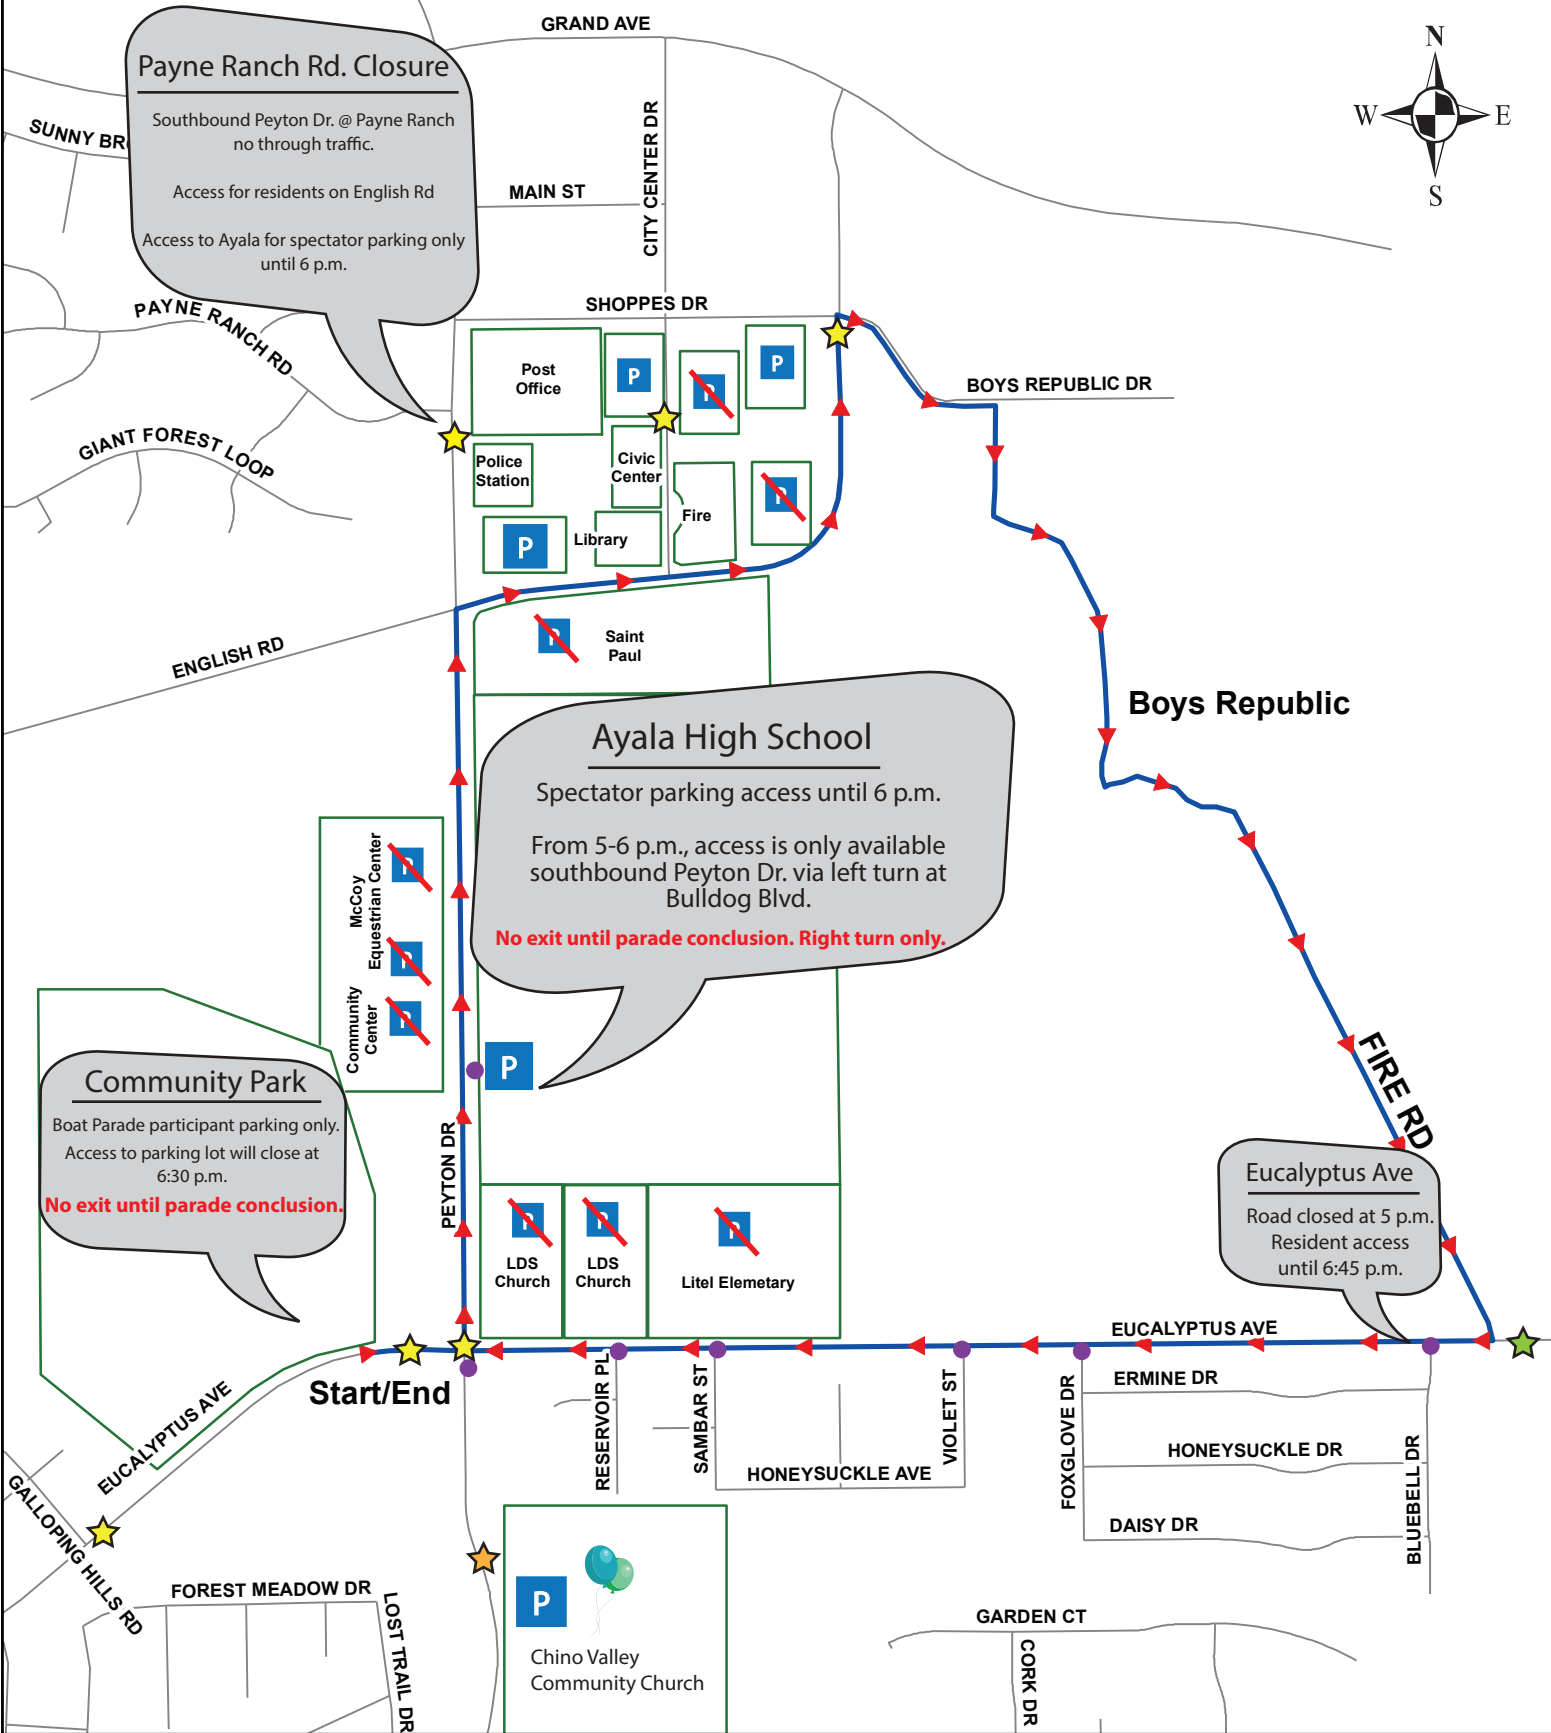 GRAND AVE
N
W
E
S
Payne Ranch Rd. Closure
Southbound Peyton Dr. @ Payne Ranch
no through traffic.
Access for residents on English Rd
Access to Ayala for spectator parking only
until 6 p.m.
SUNNY BR
CITY CENTER DR
MAIN ST
SHOPPES DR
PAYNE RANCH RD
GIANT FOREST LOOP
BOYS REPUBLIC DR
Post
Office
P
P
P
Police
Station
Civic
Center
P
Fire
P
Library
ENGLISH RD
P
Saint
Paul
Boys Republic
Ayala High School
Spectator parking access until 6 p.m.
From 5-6 p.m., access is only available
southbound Peyton Dr. via left turn at
Bulldog Blvd.
No exit until parade conclusion. Right turn only.
McCoy
Equestrian Center
P
P
Community
Center
P
P
FIRE RD
Community Park
Boat Parade participant parking only.
Access to parking lot will close at
6:30 p.m.
No exit until parade conclusion.
PEYTON DR
P
LDS
Church
P
LDS
Church
P
Litel Elemetary
Eucalyptus Ave
Road closed at 5 p.m.
Resident access
until 6:45 p.m.
EUCALYPTUS AVE
Start/End
EUCALYPTUS AVE
RESERVOIR PL
SAMBAR ST
VIOLET ST
HONEYSUCKLE AVE
FOXGLOVE DR
ERMINE DR
HONEYSUCKLE DR
DAISY DR
BLUEBELL DR
GALLOPING HILLS RD
FOREST MEADOW DR
LOST TRAIL DR
P
Chino Valley
Community Church
GARDEN CT
CORK DR